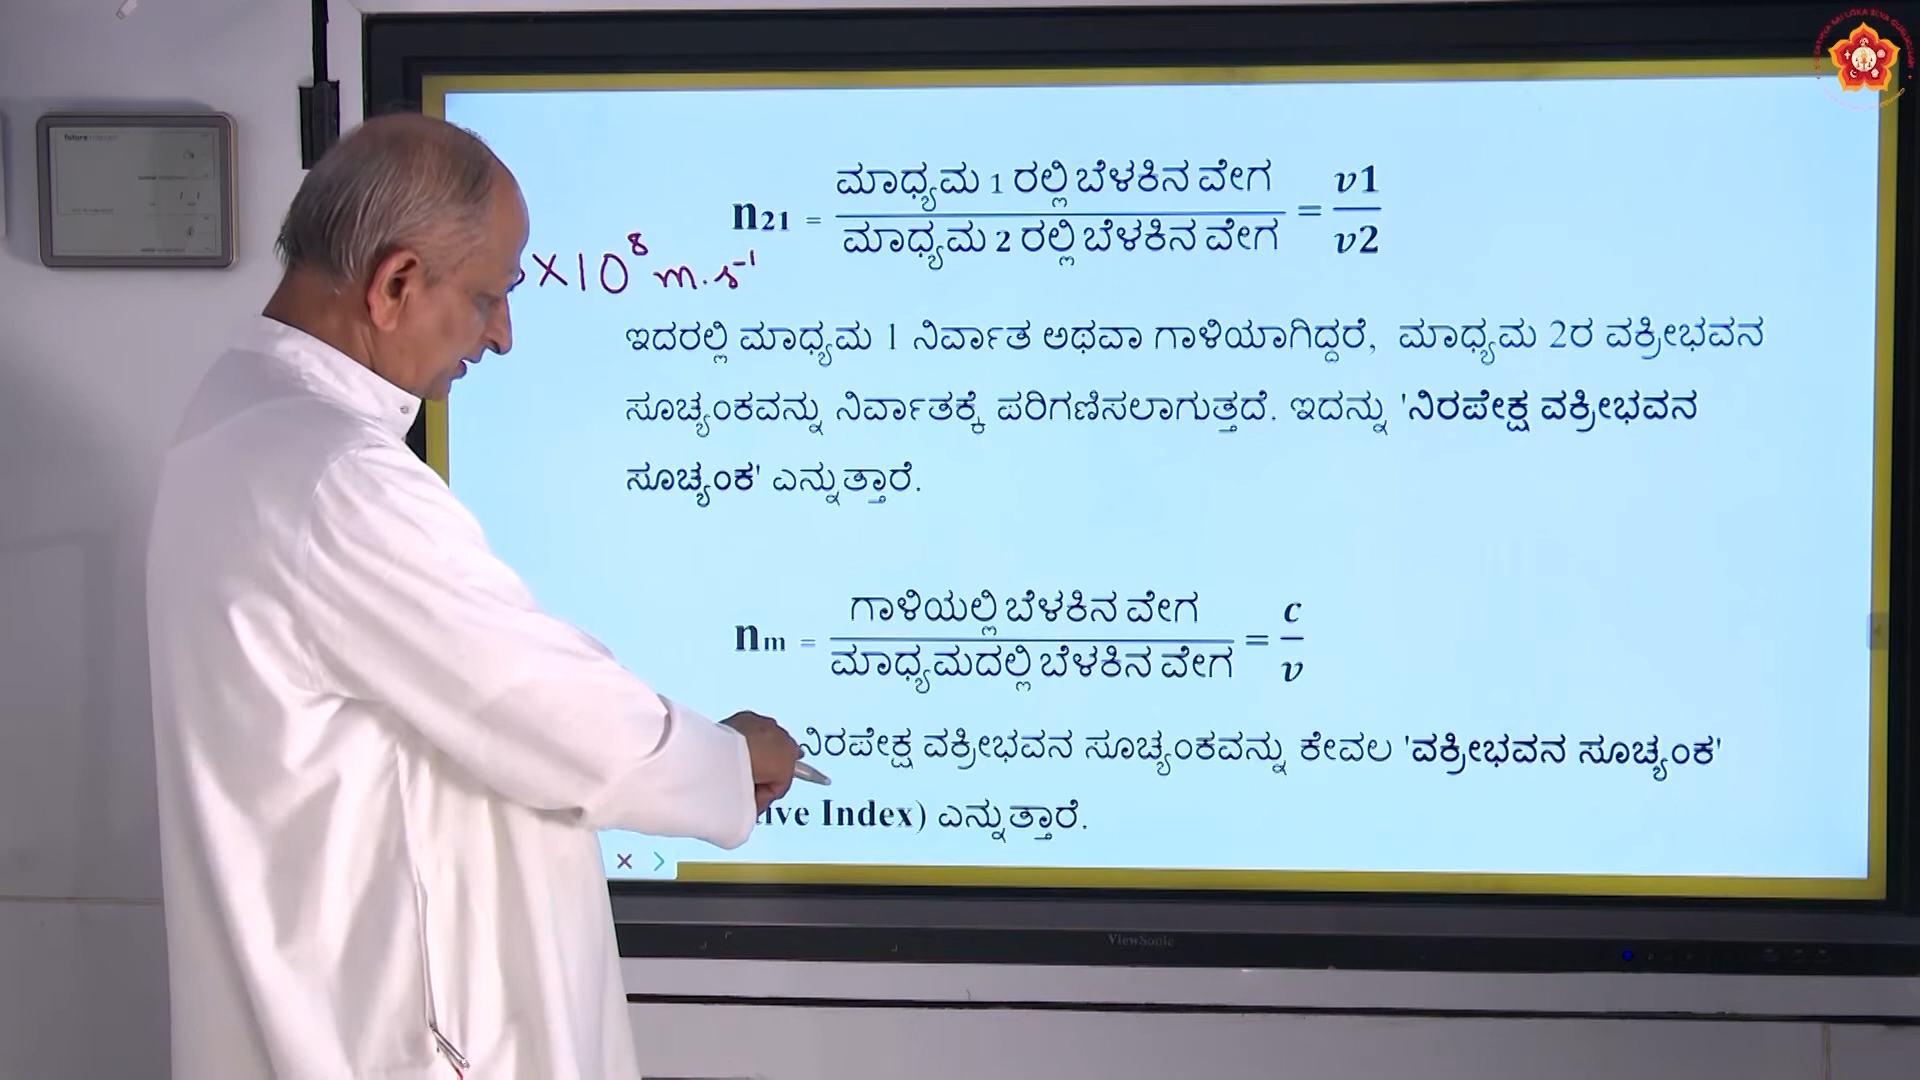 n21 = ಮಾಧ್ಯಮ 1 ರಲ್ಲಿ ಬೆಳಕಿನ ವೇಗ / ಮಾಧ್ಯಮ 2 ರಲ್ಲಿ ಬೆಳಕಿನ ವೇಗ = v1 / v2
×10⁸ m.s⁻¹
ಇದರಲ್ಲಿ ಮಾಧ್ಯಮ 1 ನಿರ್ವಾತ ಅಥವಾ ಗಾಳಿಯಾಗಿದ್ದರೆ, ಮಾಧ್ಯಮ 2ರ ವಕ್ರೀಭವನ
ಸೂಚ್ಯಂಕವನ್ನು ನಿರ್ವಾತಕ್ಕೆ ಪರಿಗಣಿಸಲಾಗುತ್ತದೆ. ಇದನ್ನು 'ನಿರಪೇಕ್ಷ ವಕ್ರೀಭವನ
ಸೂಚ್ಯಂಕ' ಎನ್ನುತ್ತಾರೆ.
nm = ಗಾಳಿಯಲ್ಲಿ ಬೆಳಕಿನ ವೇಗ / ಮಾಧ್ಯಮದಲ್ಲಿ ಬೆಳಕಿನ ವೇಗ = c / v
ನಿರಪೇಕ್ಷ ವಕ್ರೀಭವನ ಸೂಚ್ಯಂಕವನ್ನು ಕೇವಲ 'ವಕ್ರೀಭವನ ಸೂಚ್ಯಂಕ'
tive Index) ಎನ್ನುತ್ತಾರೆ.
ViewSonic